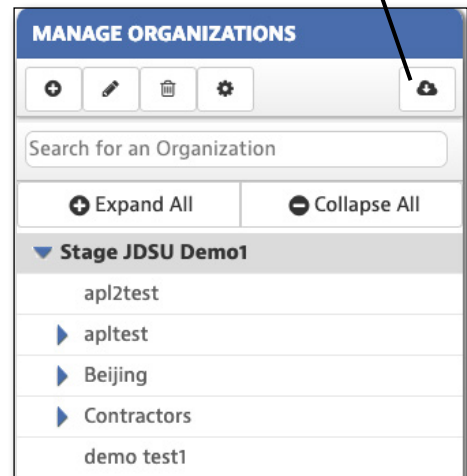 MANAGE ORGANIZATIONS
Search for an Organization
Expand All Collapse All
Stage JDSU Demo1
apl2test
apltest
Beijing
Contractors
demo test1